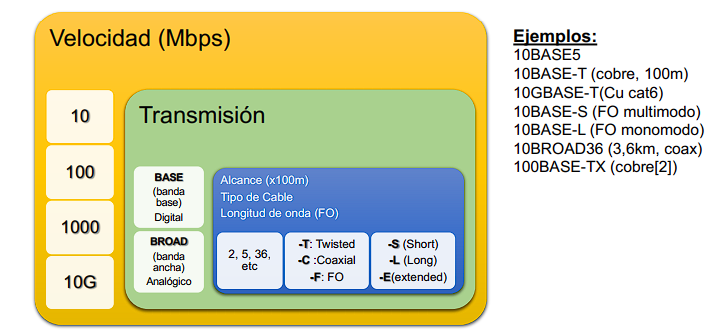 Velocidad (Mbps)
10
100
1000
10G
Transmisión
BASE
(banda
base)
Digital
BROAD
(banda
ancha)
Analógico
Alcance (x100m)
Tipo de Cable
Longitud de onda (FO)
2, 5, 36,
etc
-T: Twisted
-C :Coaxial
-F: FO
-S (Short)
-L (Long)
-E(extended)
Ejemplos:
10BASE5
10BASE-T (cobre, 100m)
10GBASE-T(Cu cat6)
10BASE-S (FO multimodo)
10BASE-L (FO monomodo)
10BROAD36 (3,6km, coax)
100BASE-TX (cobre[2])